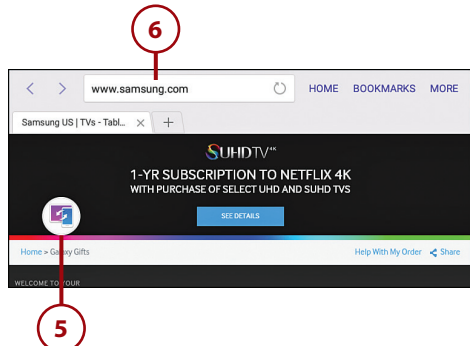 6
www.samsung.com HOME BOOKMARKS MORE
Samsung US | TVs - Tabl...
SUHDTV4K
1-YR SUBSCRIPTION TO NETFLIX 4K
WITH PURCHASE OF SELECT UHD AND SUHD TVS
SEE DETAILS
Home > Galaxy Gifts Help With My Order Share
WELCOME TO YOUR
5